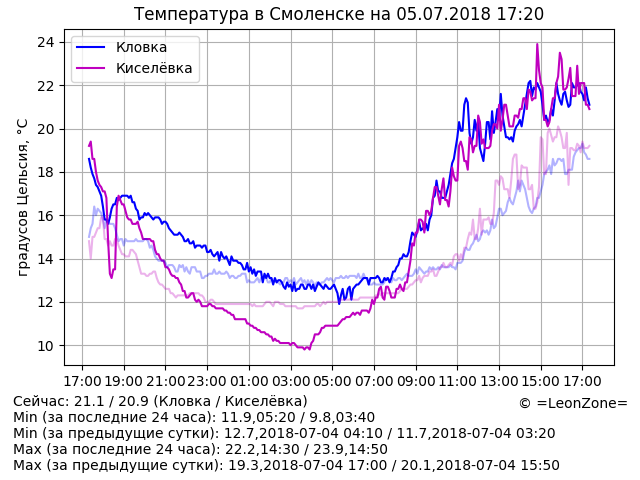 Температура в Смоленске на 05.07.2018 17:20
Кловка
Киселёвка
градусов Цельсия, °C
24
22
20
18
16
14
12
10
17:00 19:00 21:00 23:00 01:00 03:00 05:00 07:00 09:00 11:00 13:00 15:00 17:00
Сейчас: 21.1 / 20.9 (Кловка / Киселёвка)
© =LeonZone=
Min (за последние 24 часа): 11.9,05:20 / 9.8,03:40
Min (за предыдущие сутки): 12.7,2018-07-04 04:10 / 11.7,2018-07-04 03:20
Max (за последние 24 часа): 22.2,14:30 / 23.9,14:50
Max (за предыдущие сутки): 19.3,2018-07-04 17:00 / 20.1,2018-07-04 15:50